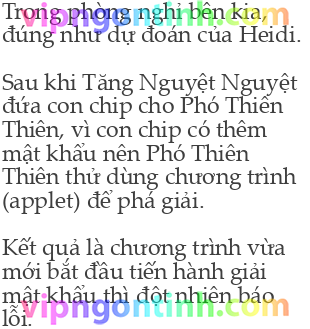 Trong phòng nghỉ bên kia,
vipngontinh.com
đúng như dự đoán của Heidi.
Sau khi Tăng Nguyệt Nguyệt
đứa con chip cho Phó Thiên
Thiên, vì con chip có thêm
mật khẩu nên Phó Thiên
Thiên thử dùng chương trình
(applet) để phá giải.
Kết quả là chương trình vừa
mới bắt đầu tiến hành giải
mật khẩu thì đột nhiên báo
vipngontinh.com
lỗi.